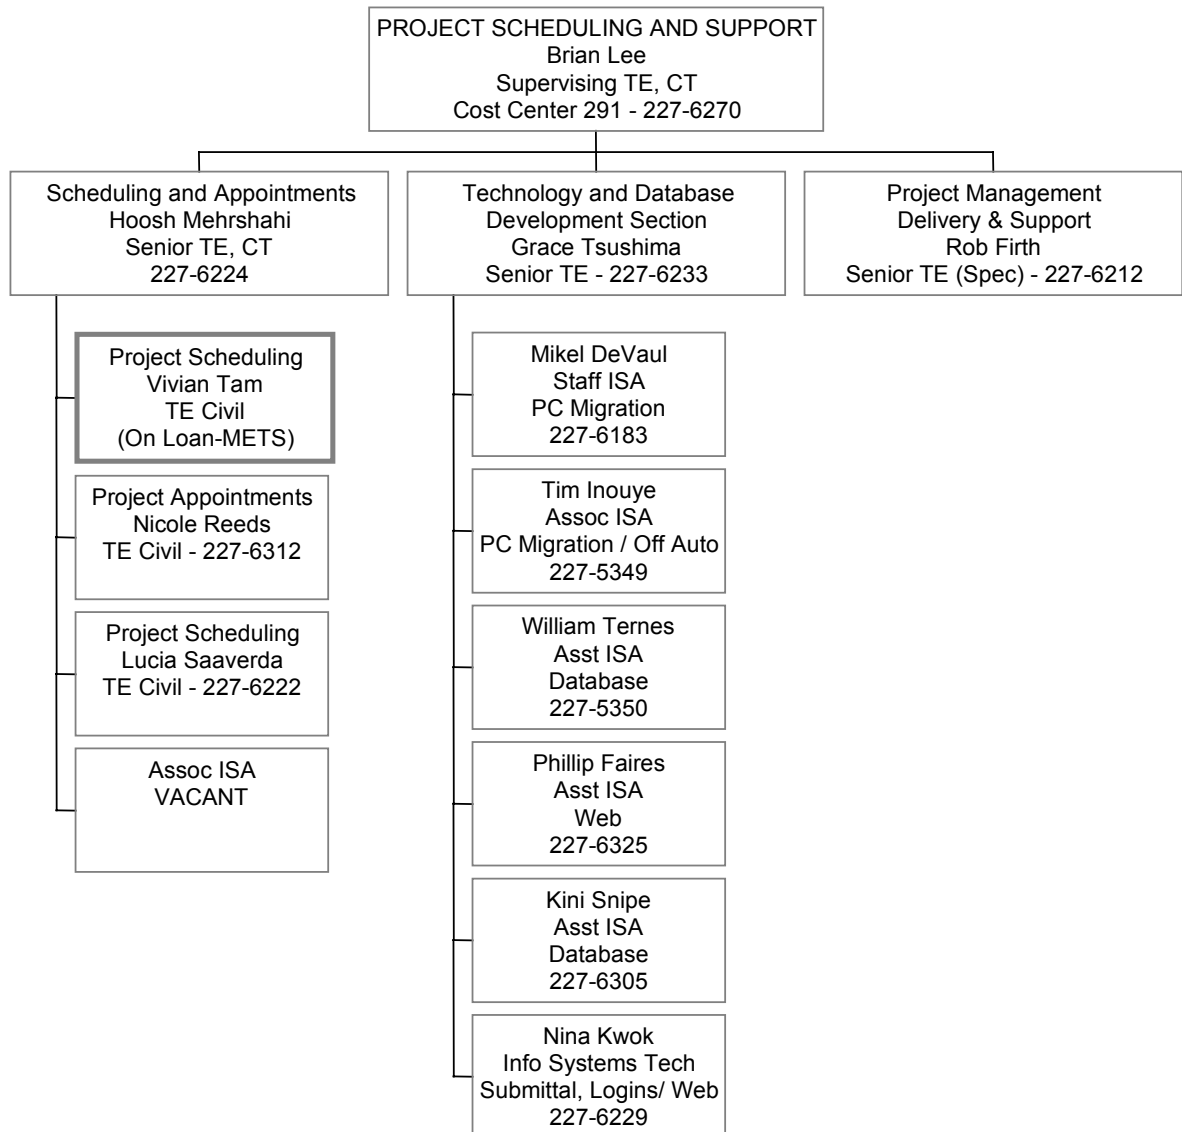 PROJECT SCHEDULING AND SUPPORT
Brian Lee
Supervising TE, CT
Cost Center 291 - 227-6270
Scheduling and Appointments
Hoosh Mehrshahi
Senior TE, CT
227-6224
Technology and Database
Development Section
Grace Tsushima
Senior TE - 227-6233
Project Management
Delivery & Support
Rob Firth
Senior TE (Spec) - 227-6212
Project Scheduling
Vivian Tam
TE Civil
(On Loan-METS)
Project Appointments
Nicole Reeds
TE Civil - 227-6312
Project Scheduling
Lucia Saaverda
TE Civil - 227-6222
Assoc ISA
VACANT
Mikel DeVaul
Staff ISA
PC Migration
227-6183
Tim Inouye
Assoc ISA
PC Migration / Off Auto
227-5349
William Ternes
Asst ISA
Database
227-5350
Phillip Faires
Asst ISA
Web
227-6325
Kini Snipe
Asst ISA
Database
227-6305
Nina Kwok
Info Systems Tech
Submittal, Logins/ Web
227-6229